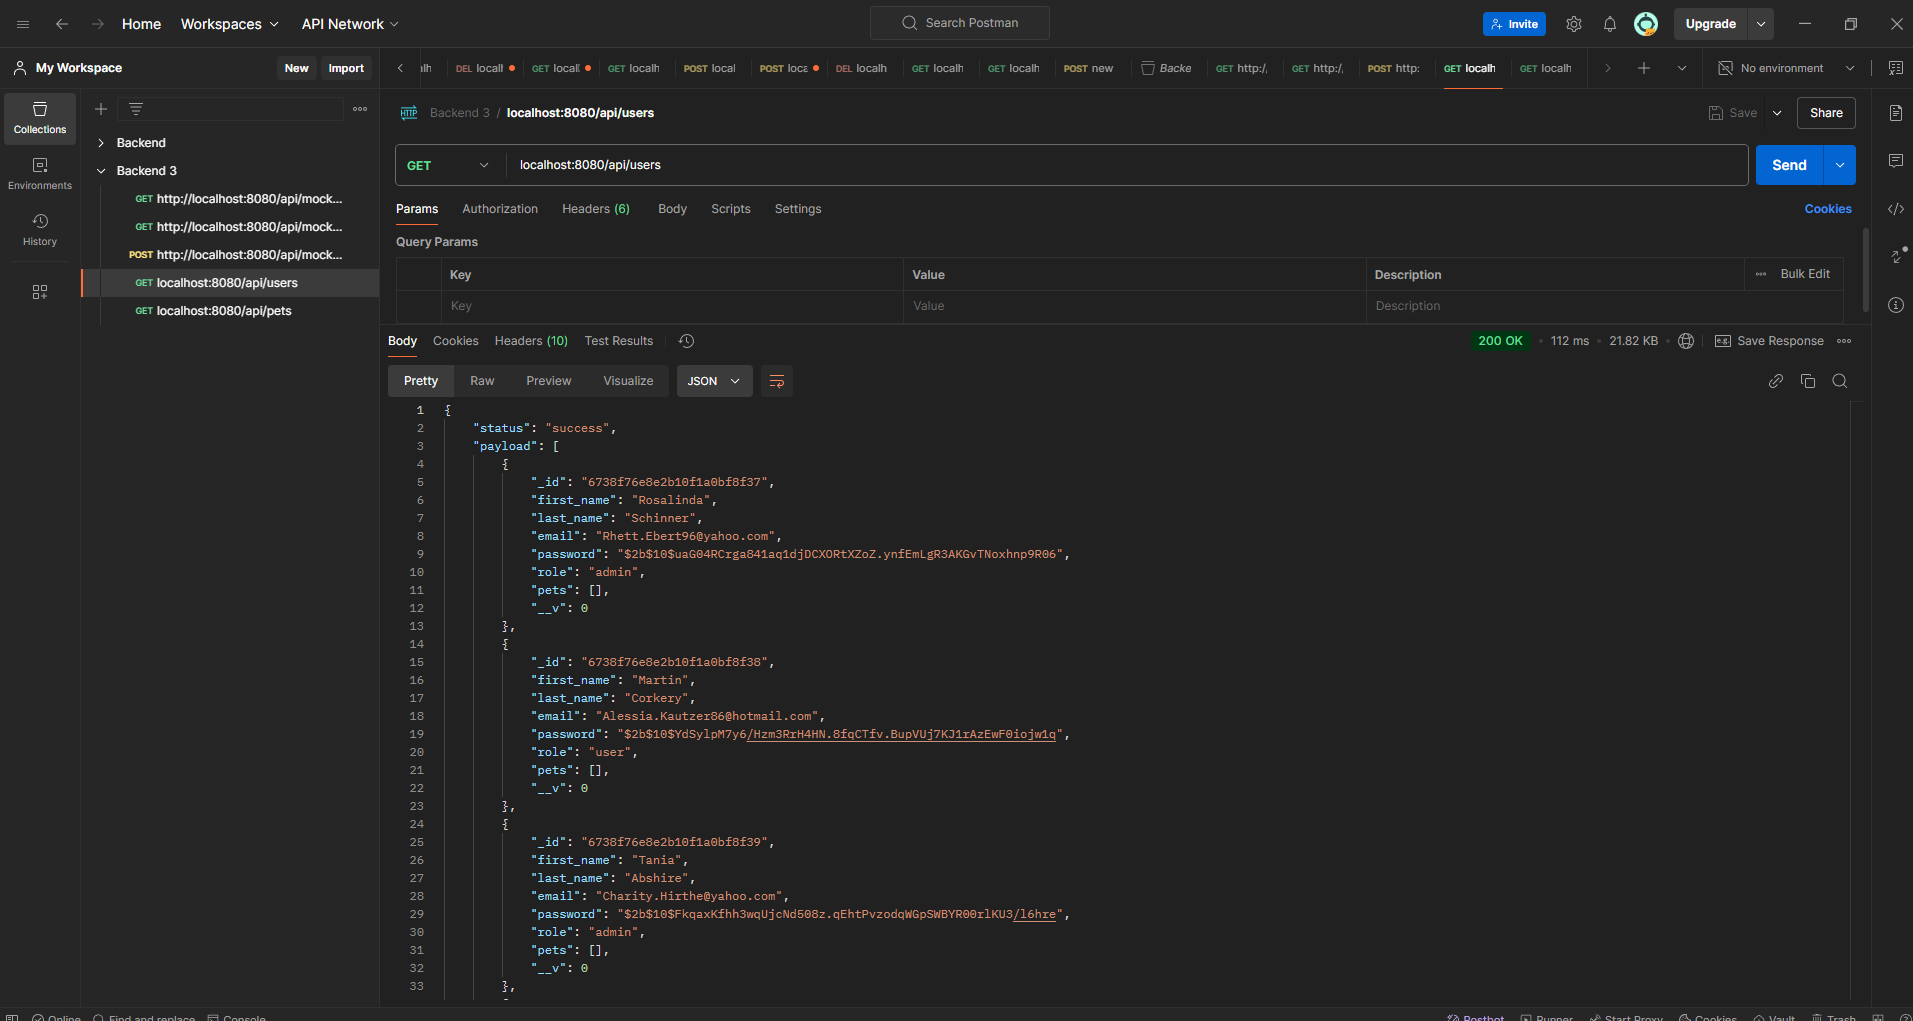 Home Workspaces API Network Search Postman Invite Upgrade
My Workspace New Import
DEL locall GET locall GET localh POST local POST loca DEL localh GET localh GET localh POST new Backe GET http:/ GET http:/ POST http: GET localh GET localh No environment
Collections
Environments
History
Backend
Backend 3
GET http://localhost:8080/api/mock...
GET http://localhost:8080/api/mock...
POST http://localhost:8080/api/mock...
GET localhost:8080/api/users
GET localhost:8080/api/pets
HTTP Backend 3 / localhost:8080/api/users Save Share
GET localhost:8080/api/users Send
Params Authorization Headers (6) Body Scripts Settings Cookies
Query Params
Key Value Description Bulk Edit
Key Value Description
Body Cookies Headers (10) Test Results 200 OK 112 ms 21.82 KB e.g. Save Response
Pretty Raw Preview Visualize JSON
1 {
2 "status": "success",
3 "payload": [
4 {
5 "_id": "6738f76e8e2b10f1a0bf8f37",
6 "first_name": "Rosalinda",
7 "last_name": "Schinner",
8 "email": "Rhett.Ebert96@yahoo.com",
9 "password": "$2b$10$uaG04RCrga841aq1djDCXORtXZoZ.ynfEmLgR3AKGvTNoxhnp9R06",
10 "role": "admin",
11 "pets": [],
12 "__v": 0
13 },
14 {
15 "_id": "6738f76e8e2b10f1a0bf8f38",
16 "first_name": "Martin",
17 "last_name": "Corkery",
18 "email": "Alessia.Kautzer86@hotmail.com",
19 "password": "$2b$10$YdSylpM7y6/Hzm3RrH4HN.8fqCTfv.BupVUj7KJ1rAzEwF0iojw1q",
20 "role": "user",
21 "pets": [],
22 "__v": 0
23 },
24 {
25 "_id": "6738f76e8e2b10f1a0bf8f39",
26 "first_name": "Tania",
27 "last_name": "Abshire",
28 "email": "Charity.Hirthe@yahoo.com",
29 "password": "$2b$10$FkqaxKfhh3wqUjcNd508z.qEhtPvzodqWGpSWBYR00rlKU3/l6hre",
30 "role": "admin",
31 "pets": [],
32 "__v": 0
33 },
Online Find and replace Console Postbot Runner Start Proxy Cookies Vault Trash